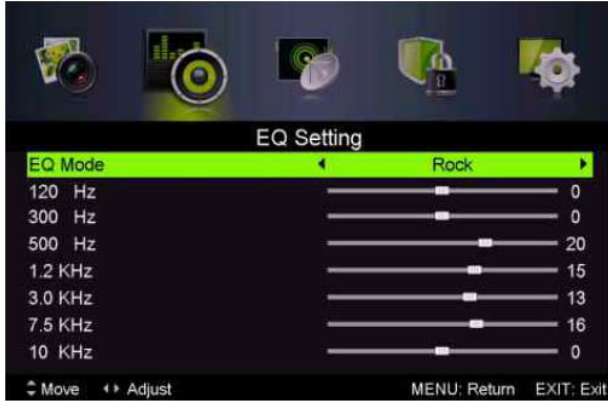 EQ Setting
EQ Mode Rock
120 Hz 0
300 Hz 0
500 Hz 20
1.2 KHz 15
3.0 KHz 13
7.5 KHz 16
10 KHz 0
Move Adjust MENU: Return EXIT: Exit